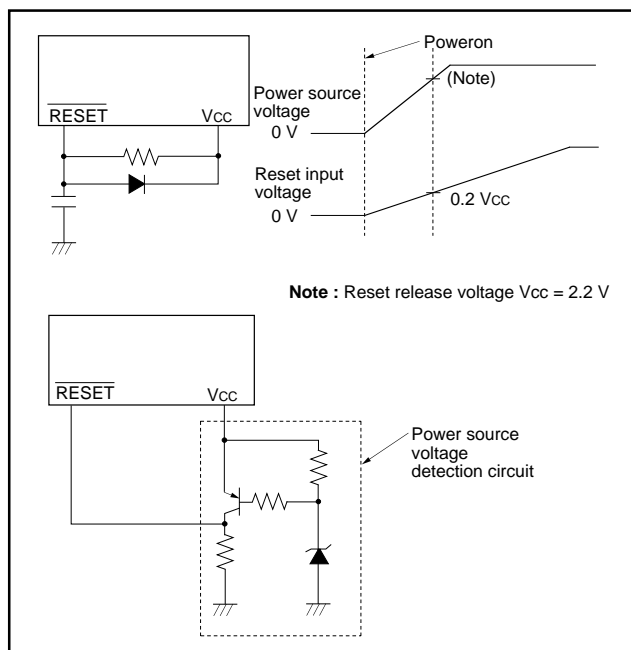 Poweron
RESET
VCC
(Note)
Power source
voltage
0 V
Reset input
voltage
0 V
0.2 VCC
Note : Reset release voltage Vcc = 2.2 V
RESET
VCC
Power source
voltage
detection circuit